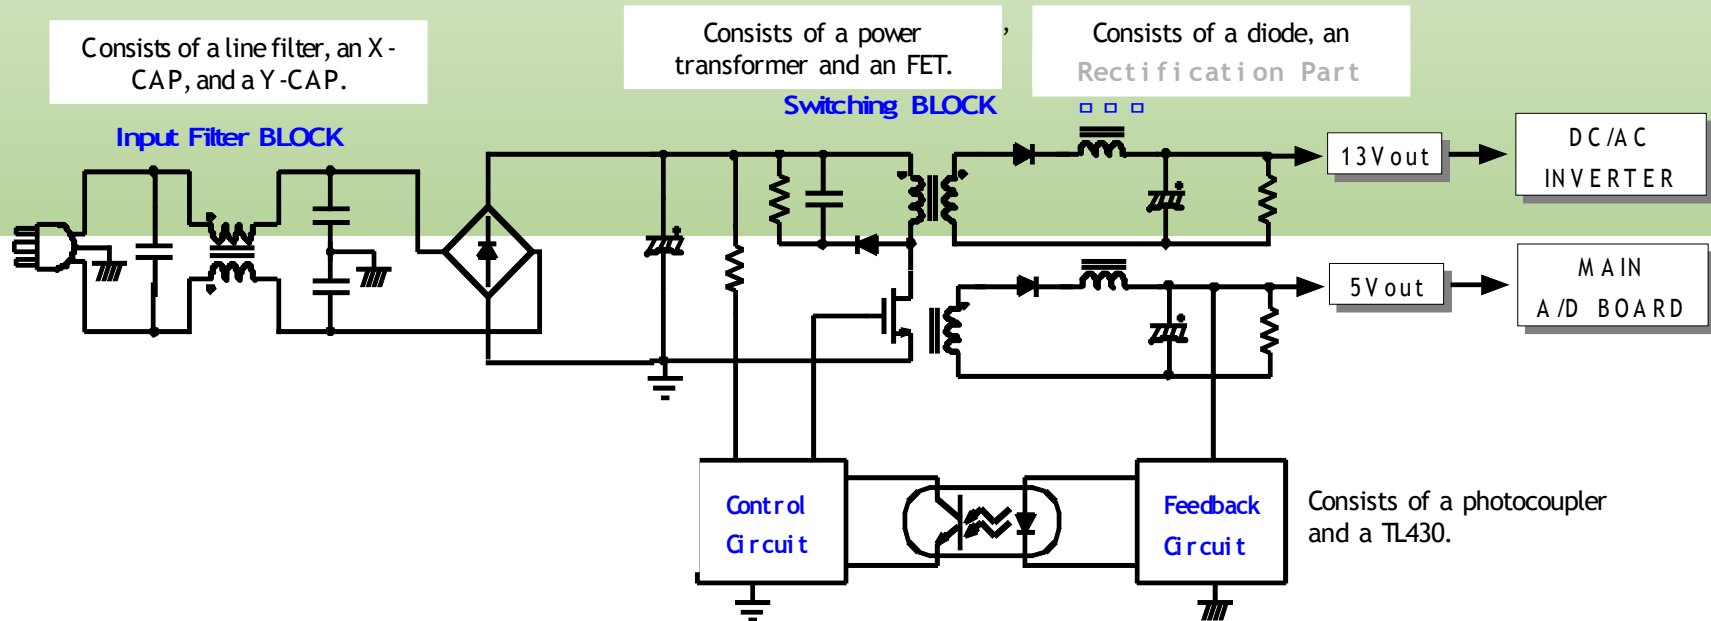 Consists of a line filter, an X-
CAP, and a Y-CAP.
Input Filter BLOCK
Consists of a power
transformer and an FET.
,
Switching BLOCK
Consists of a diode, an
Rectification Part
13Vout
DC/AC
INVERTER
5Vout
MAIN
A/D BOARD
Control
Circuit
Feedback
Circuit
Consists of a photocoupler
and a TL430.